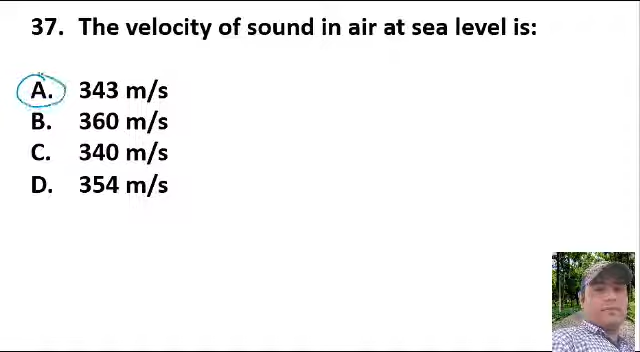 37. The velocity of sound in air at sea level is:
A. 343 m/s
B. 360 m/s
C. 340 m/s
D. 354 m/s